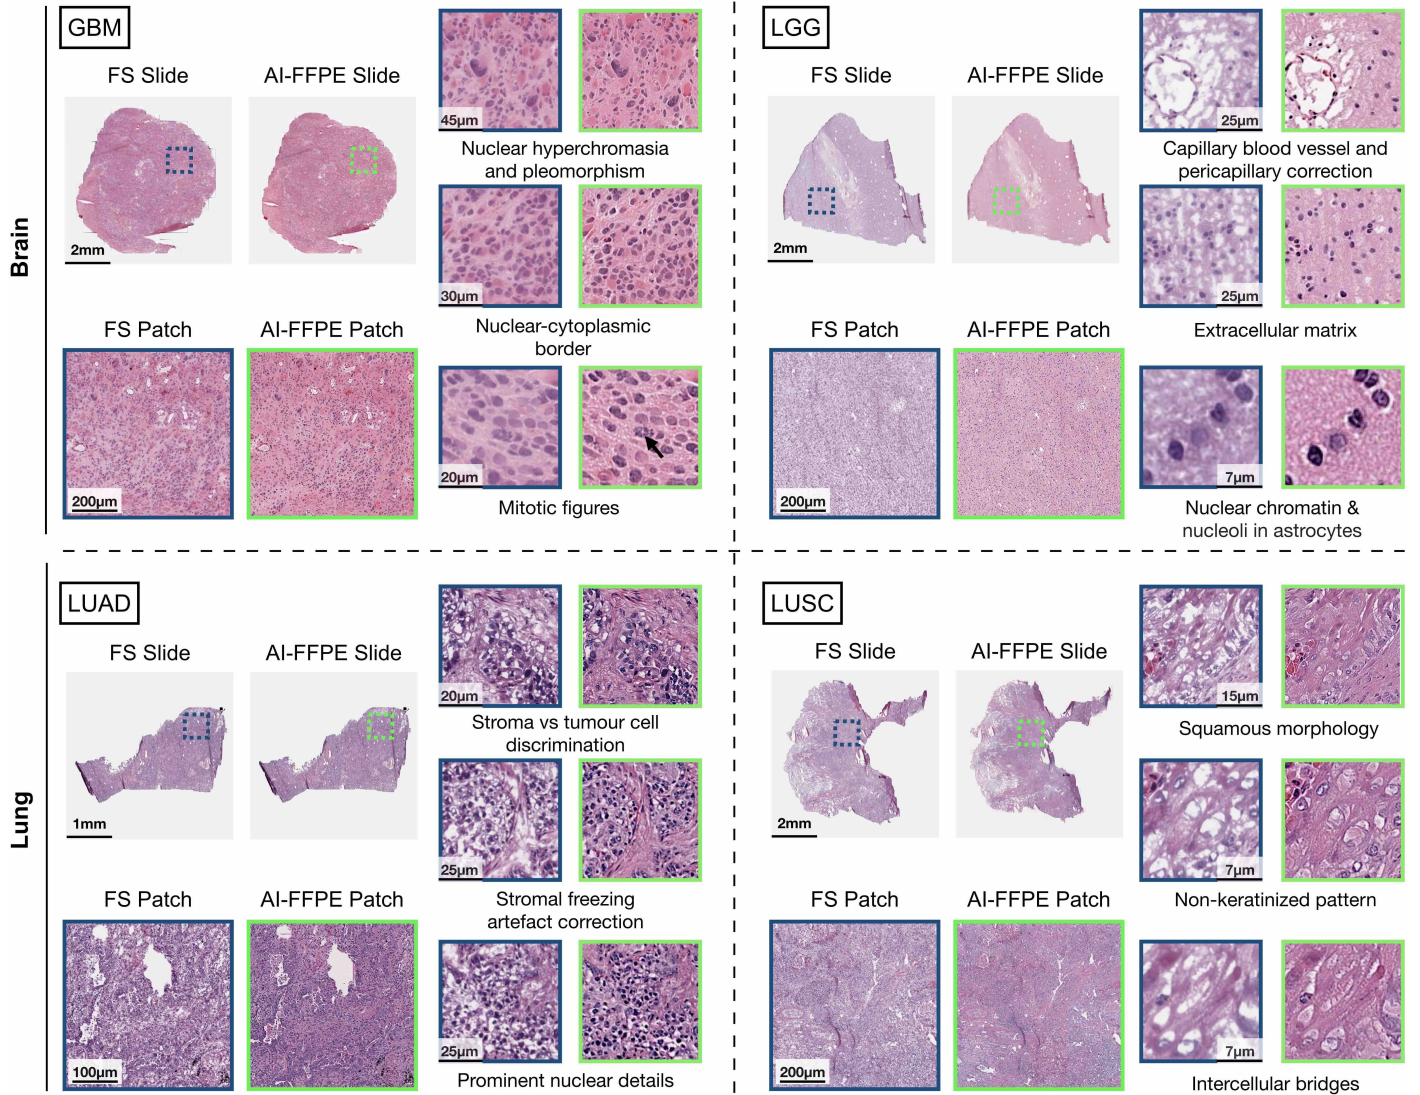 Brain
GBM
FS Slide
AI-FFPE Slide
2mm
FS Patch
AI-FFPE Patch
200µm
45µm
Nuclear hyperchromasia
and pleomorphism
30µm
Nuclear-cytoplasmic
border
20µm
Mitotic figures
LGG
FS Slide
AI-FFPE Slide
2mm
FS Patch
AI-FFPE Patch
200µm
25µm
Capillary blood vessel and
pericapillary correction
25µm
Extracellular matrix
7µm
Nuclear chromatin &
nucleoli in astrocytes
Lung
LUAD
FS Slide
AI-FFPE Slide
1mm
FS Patch
AI-FFPE Patch
100µm
20µm
Stroma vs tumour cell
discrimination
25µm
Stromal freezing
artefact correction
25µm
Prominent nuclear details
LUSC
FS Slide
AI-FFPE Slide
2mm
FS Patch
AI-FFPE Patch
200µm
15µm
Squamous morphology
7µm
Non-keratinized pattern
7µm
Intercellular bridges